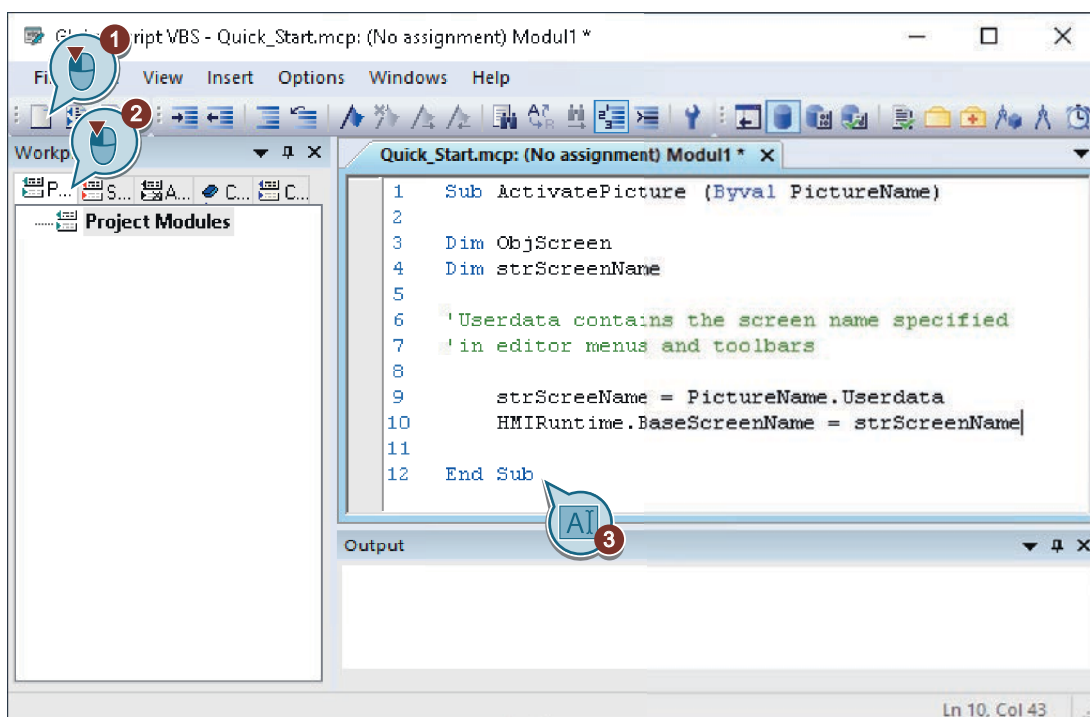 ript VBS - Quick_Start.mcp: (No assignment) Modul1 *
1
Fi View Insert Options Windows Help
2
Workp
Quick_Start.mcp: (No assignment) Modul1 *
P... S... A... C... C...
Project Modules
1 Sub ActivatePicture (Byval PictureName)
2
3 Dim ObjScreen
4 Dim strScreenName
5
6 'Userdata contains the screen name specified
7 'in editor menus and toolbars
8
9 strScreeName = PictureName.Userdata
10 HMIRuntime.BaseScreenName = strScreenName
11
12 End Sub
A
3
Output
Ln 10, Col 43